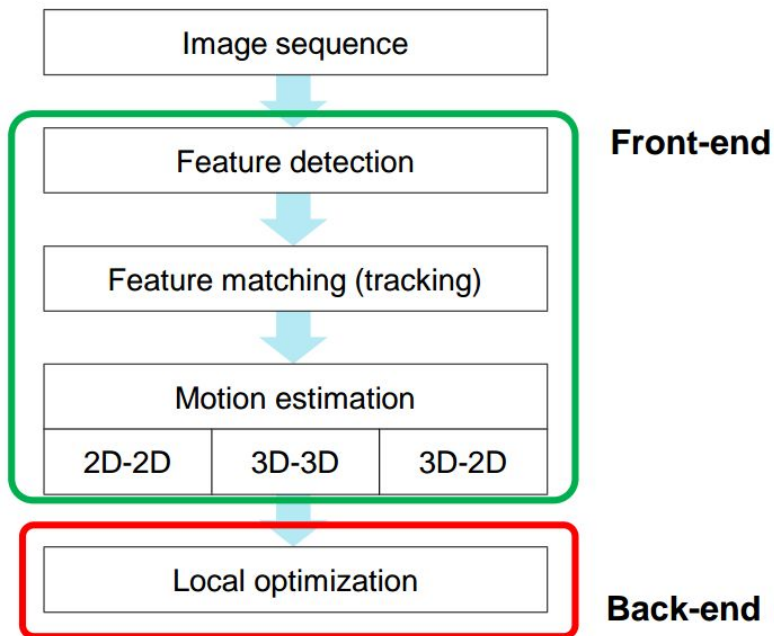 Image sequence
Feature detection
Front-end
Feature matching (tracking)
Motion estimation
2D-2D
3D-3D
3D-2D
Local optimization
Back-end